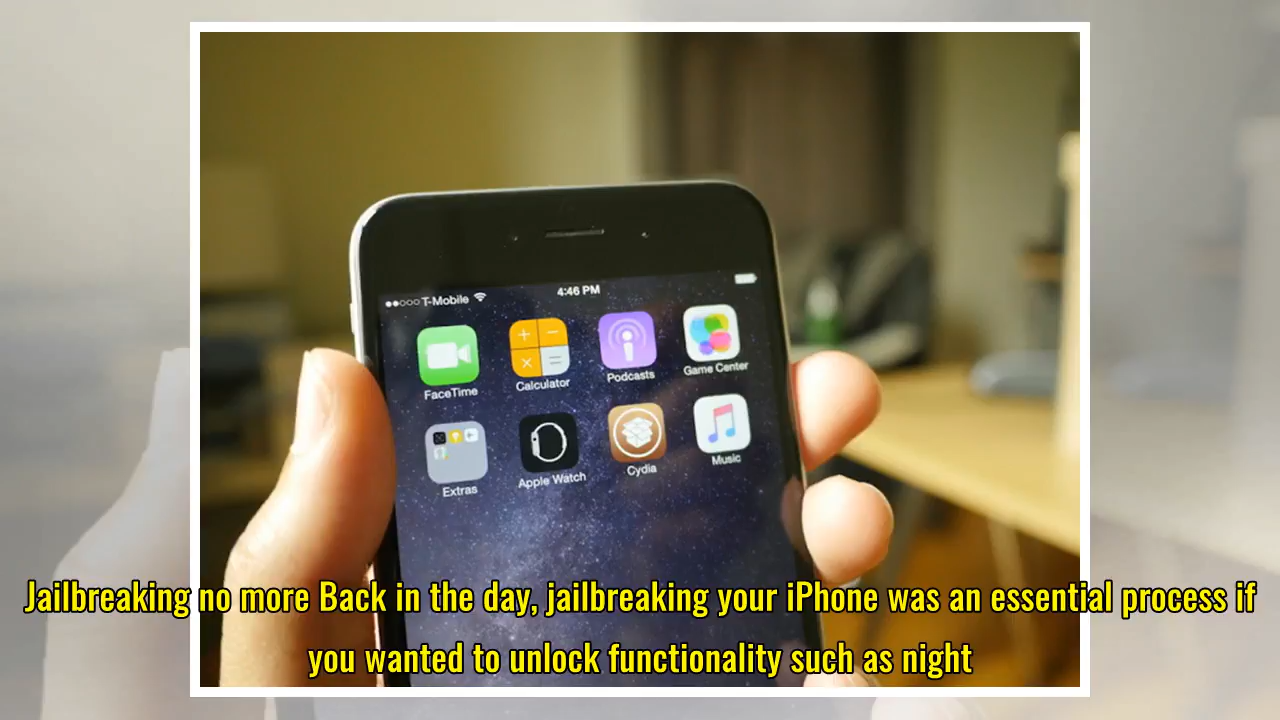 ●●○○○ T-Mobile 4:46 PM
FaceTime Calculator Podcasts Game Center
Extras Apple Watch Cydia Music
Jailbreaking no more Back in the day, jailbreaking your iPhone was an essential process if
you wanted to unlock functionality such as night